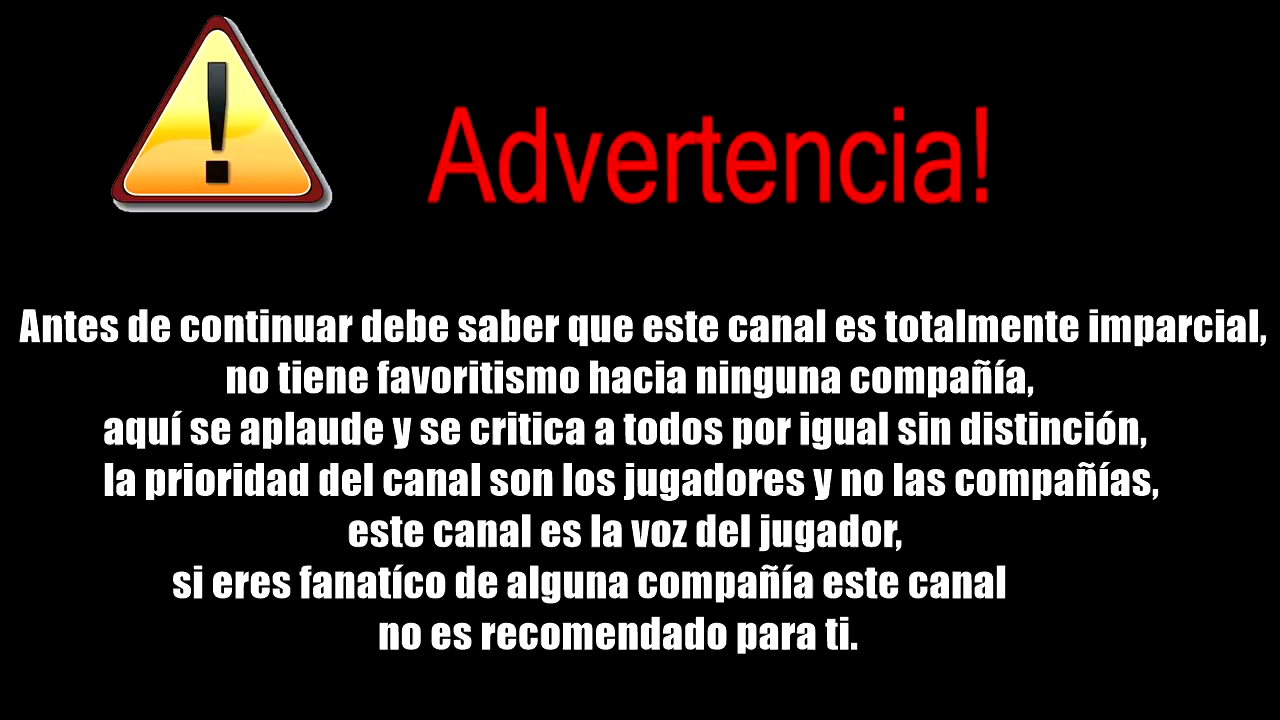 Advertencia!
Antes de continuar debe saber que este canal es totalmente imparcial,
no tiene favoritismo hacia ninguna compañía,
aquí se aplaude y se critica a todos por igual sin distinción,
la prioridad del canal son los jugadores y no las compañías,
este canal es la voz del jugador,
si eres fanatíco de alguna compañía este canal
no es recomendado para ti.